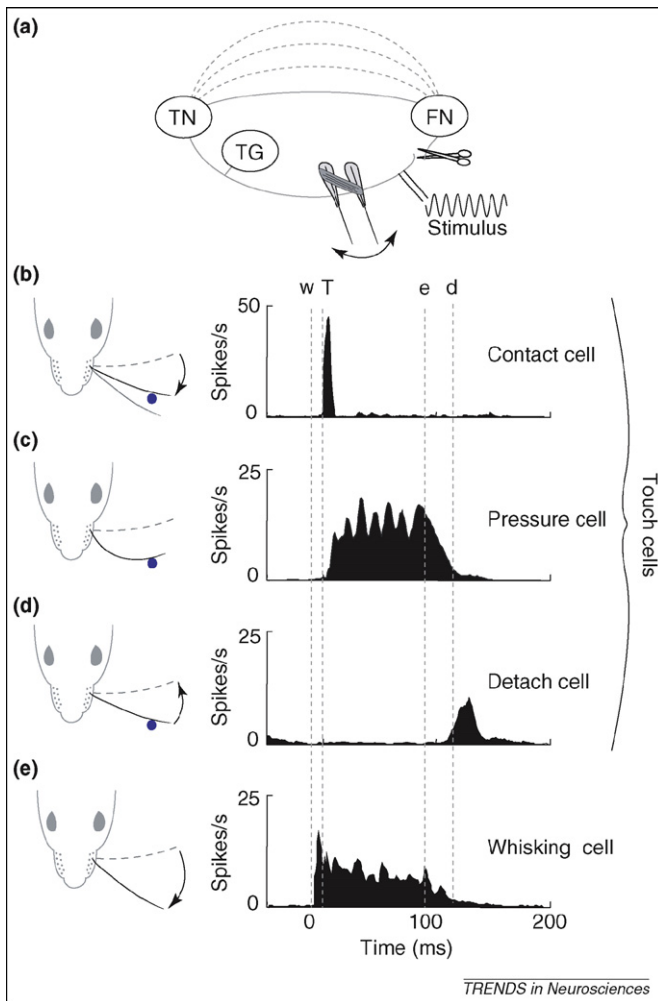 (a)
TN
FN
TG
Stimulus
(b)
w T e d
50
Spikes/s
0
Contact cell
(c)
25
Spikes/s
0
Pressure cell
Touch cells
(d)
25
Spikes/s
0
Detach cell
(e)
25
Spikes/s
0
Whisking cell
0 100 200
Time (ms)
TRENDS in Neurosciences